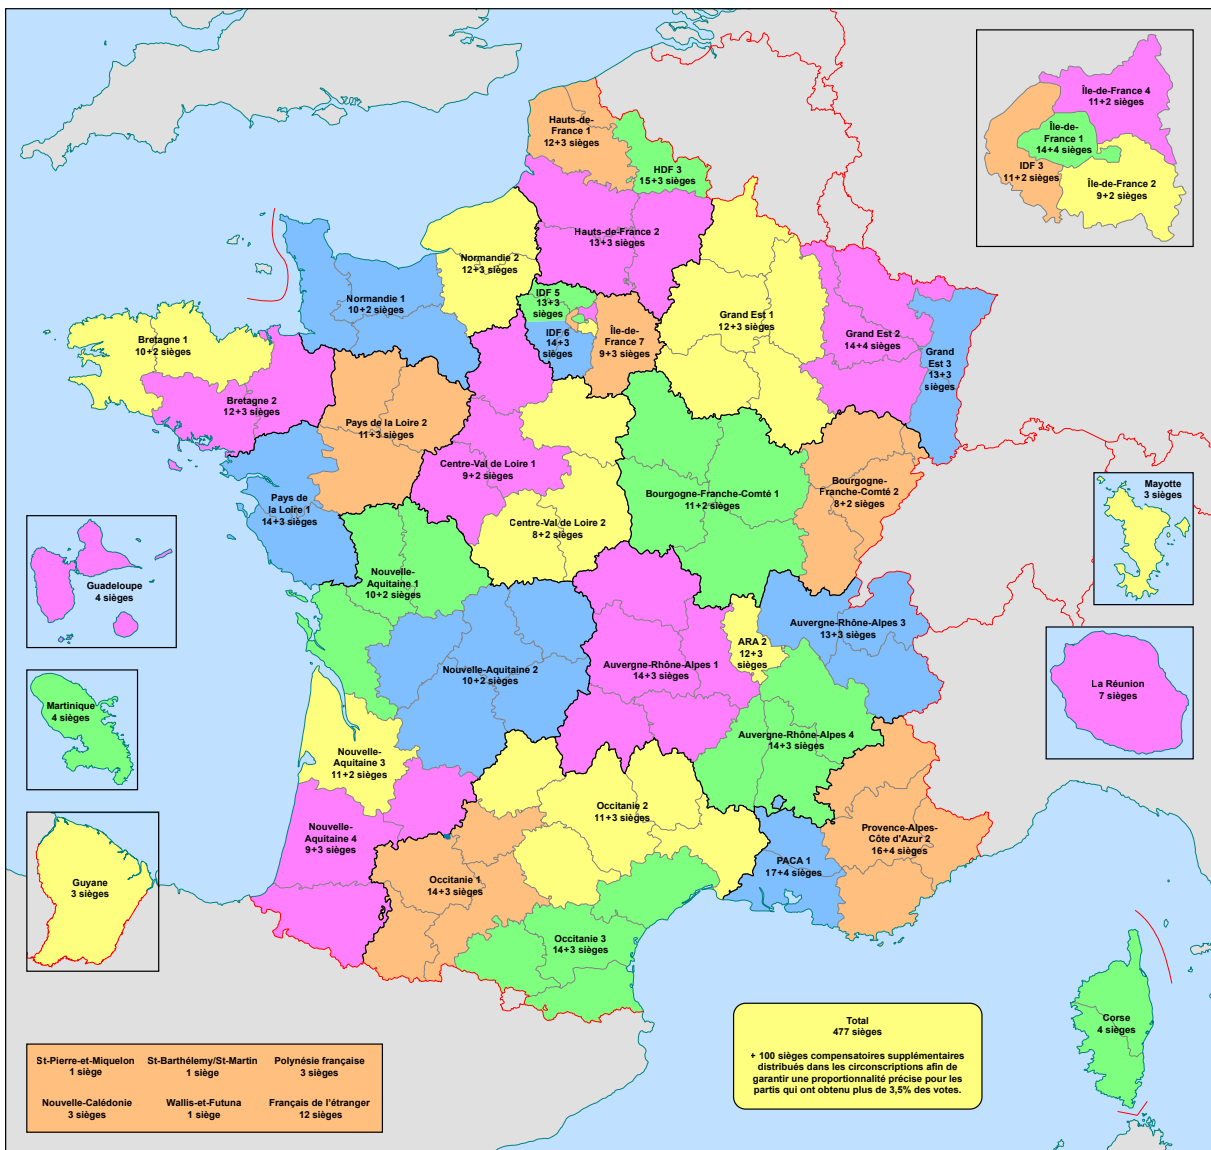 Hauts-de-
France 1
12+3 sièges
HDF 3
15+3 sièges
Hauts-de-France 2
13+3 sièges
Normandie 2
12+3 sièges
Normandie 1
10+2 sièges
IDF 5
13+3
sièges
IDF 6
14+3
sièges
Île-de-
France 7
9+3 sièges
Grand Est 1
12+3 sièges
Grand Est 2
14+4 sièges
Grand
Est 3
13+3
sièges
Île-de-France 4
11+2 sièges
Île-de-
France 1
14+4 sièges
IDF 3
11+2 sièges
Île-de-France 2
9+2 sièges
Bretagne 1
10+2 sièges
Bretagne 2
12+3 sièges
Pays de la Loire 2
11+3 sièges
Pays de
la Loire 1
14+3 sièges
Centre-Val de Loire 1
9+2 sièges
Centre-Val de Loire 2
8+2 sièges
Bourgogne-Franche-Comté 1
11+2 sièges
Bourgogne-
Franche-Comté 2
8+2 sièges
Mayotte
3 sièges
Guadeloupe
4 sièges
Nouvelle-
Aquitaine 1
10+2 sièges
Nouvelle-Aquitaine 2
10+2 sièges
Auvergne-Rhône-Alpes 1
14+3 sièges
ARA 2
12+3
sièges
Auvergne-Rhône-Alpes 3
13+3 sièges
La Réunion
7 sièges
Martinique
4 sièges
Nouvelle-
Aquitaine 3
11+2 sièges
Auvergne-Rhône-Alpes 4
14+3 sièges
Nouvelle-
Aquitaine 4
9+3 sièges
Occitanie 2
11+3 sièges
Provence-Alpes-
Côte d'Azur 2
16+4 sièges
PACA 1
17+4 sièges
Guyane
3 sièges
Occitanie 1
14+3 sièges
Occitanie 3
14+3 sièges
Corse
4 sièges
Total
477 sièges
+ 100 sièges compensatoires supplémentaires
distribués dans les circonscriptions afin de
garantir une proportionnalité précise pour les
partis qui ont obtenu plus de 3,5% des votes.
St-Pierre-et-Miquelon
1 siège
St-Barthélemy/St-Martin
1 siège
Polynésie française
3 sièges
Nouvelle-Calédonie
3 sièges
Wallis-et-Futuna
1 siège
Français de l'étranger
12 sièges